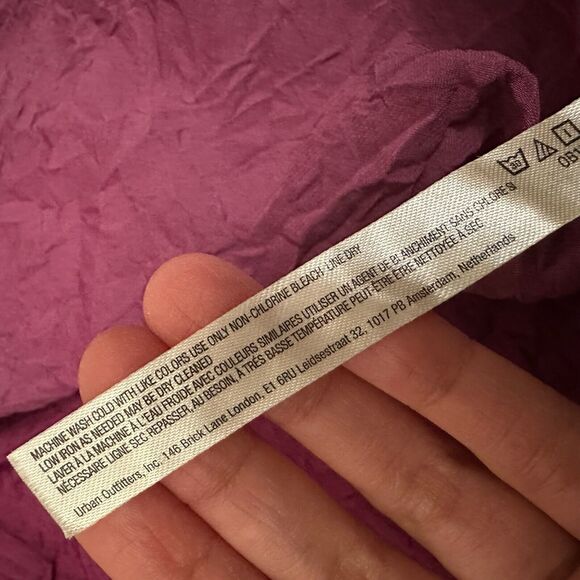 MACHINE WASH COLD WITH LIKE COLORS USE ONLY NON-CHLORINE BLEACH LINE DRY
LOW IRON AS NEEDED MAY BE DRY CLEANED
LAVER À LA MACHINE À L'EAU FROIDE AVEC COULEURS SIMILAIRES UTILISER UN AGENT DE BLANCHIMENT SANS CHLORE SI
NÉCESSAIRE LIGNE SEC REPASSER, AU BESOIN, À TRÈS BASSE TEMPÉRATURE PEUT-ÊTRE ÊTRE NETTOYÉE À SEC
Urban Outfitters, Inc. 146 Brick Lane London, E1 6RU Leidsestraat 32, 1017 PB Amsterdam, Netherlands